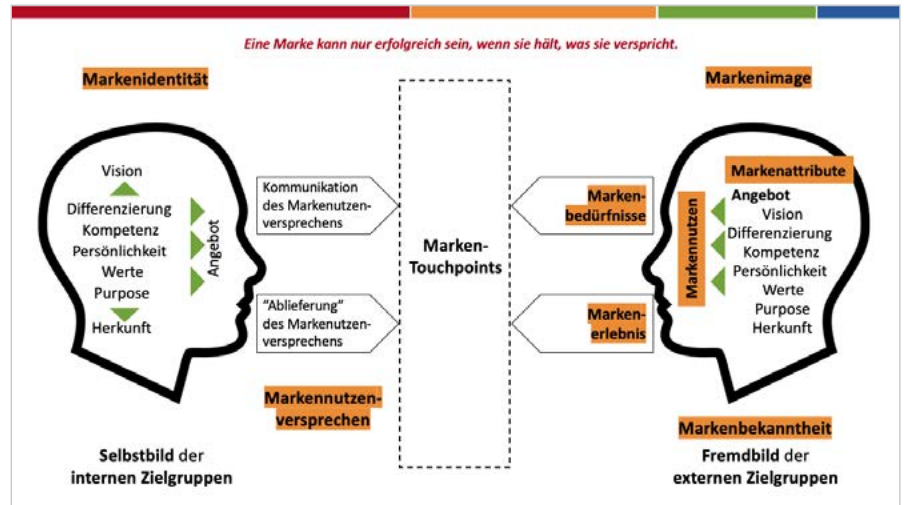 Eine Marke kann nur erfolgreich sein, wenn sie hält, was sie verspricht.
Markenidentität
Vision
Differenzierung
Kompetenz
Persönlichkeit
Werte
Purpose
Herkunft
Angebot
Selbstbild der
internen Zielgruppen
Kommunikation
des Markenutzen-
versprechens
"Ablieferung"
des Markenutzen-
versprechens
Markennutzen-
versprechen
Marken-
Touchpoints
Marken-
bedürfnisse
Marken-
erlebnis
Markenimage
Markenattribute
Markennutzen
Angebot
Vision
Differenzierung
Kompetenz
Persönlichkeit
Werte
Purpose
Herkunft
Markenbekanntheit
Fremdbild der
externen Zielgruppen